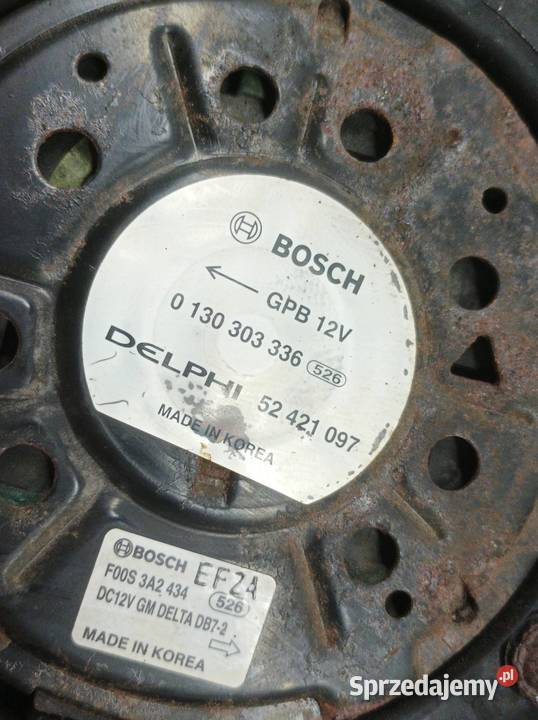 BOSCH
GPB 12V
0 130 303 336 526
DELPHI 52 421 097
MADE IN KOREA
BOSCH EFZA
F00S 3A2 434 526
DC12V GM DELTA DB7-2
MADE IN KOREA
Sprzedajemy.pl